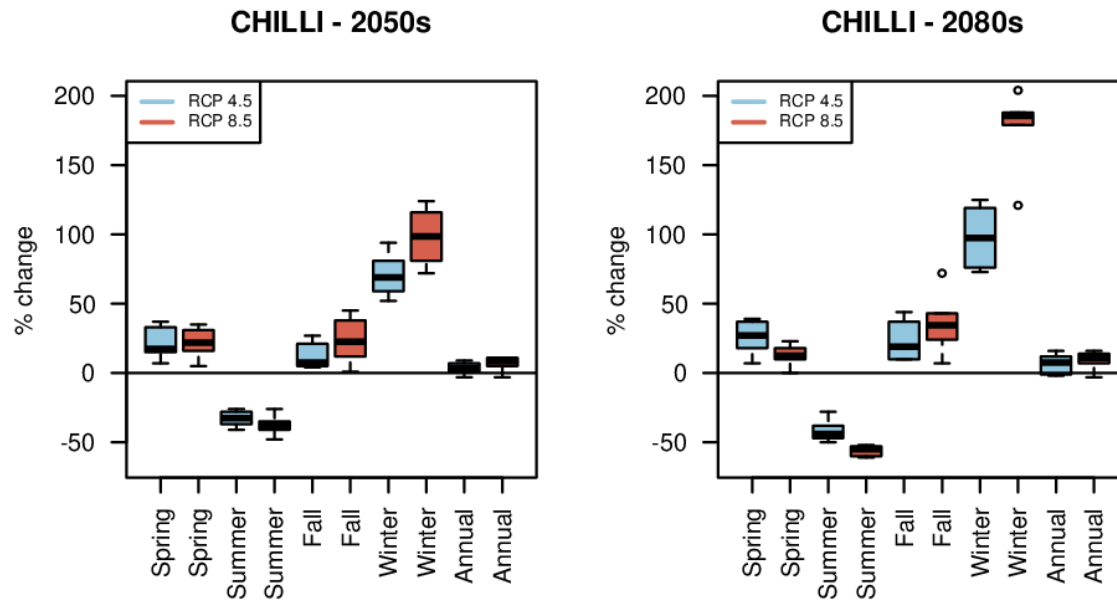 CHILLI - 2050s
% change
200
150
100
50
0
-50
RCP 4.5
RCP 8.5
Spring
Spring
Summer
Summer
Fall
Fall
Winter
Winter
Annual
Annual
CHILLI - 2080s
% change
200
150
100
50
0
-50
RCP 4.5
RCP 8.5
Spring
Spring
Summer
Summer
Fall
Fall
Winter
Winter
Annual
Annual